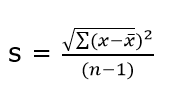 s = √Σ(x−x̄)² / (n−1)